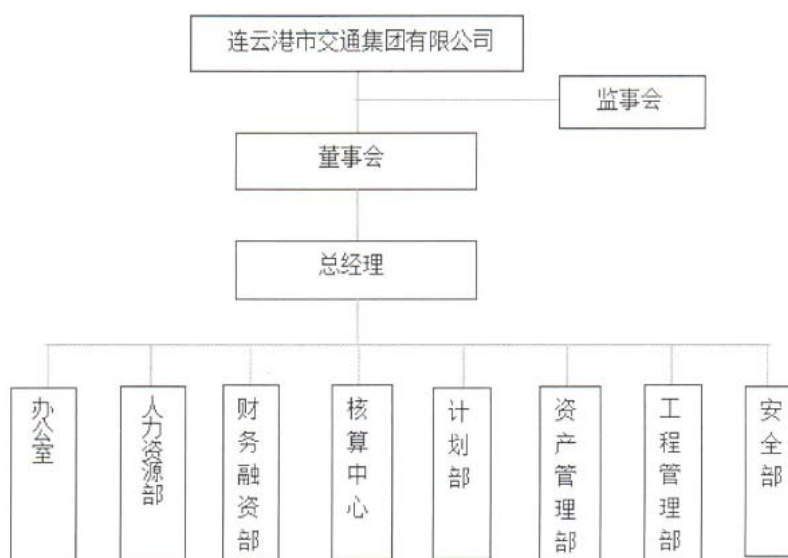 连云港市交通集团有限公司
监事会
董事会
总经理
办公室
人力资源部
财务融资部
核算中心
计划部
资产管理部
工程管理部
安全部